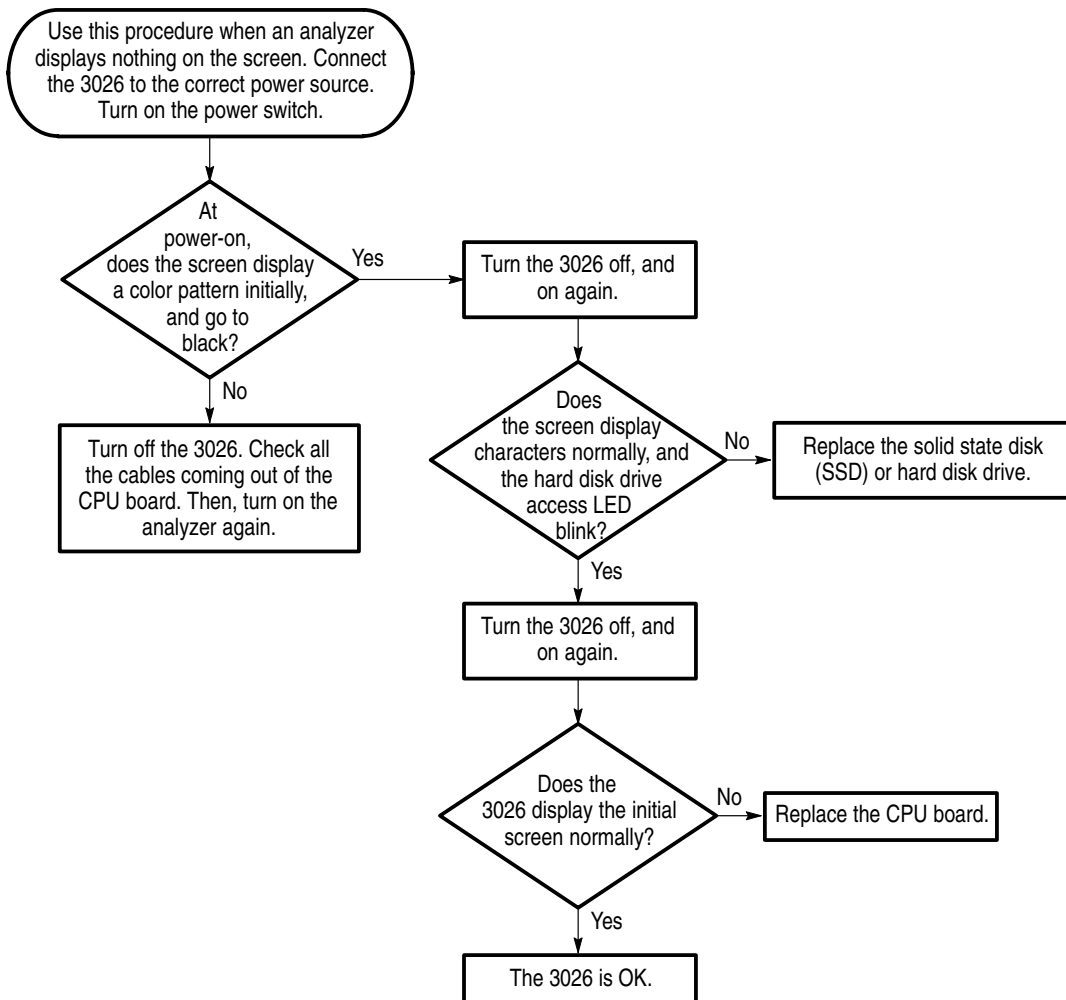 Use this procedure when an analyzer
displays nothing on the screen. Connect
the 3026 to the correct power source.
Turn on the power switch.
At
power-on,
does the screen display
a color pattern initially,
and go to
black?
Yes
No
Turn the 3026 off, and
on again.
Turn off the 3026. Check all
the cables coming out of the
CPU board. Then, turn on the
analyzer again.
Does
the screen display
characters normally, and
the hard disk drive
access LED
blink?
No
Yes
Replace the solid state disk
(SSD) or hard disk drive.
Turn the 3026 off, and
on again.
Does the
3026 display the initial
screen normally?
No
Yes
Replace the CPU board.
The 3026 is OK.